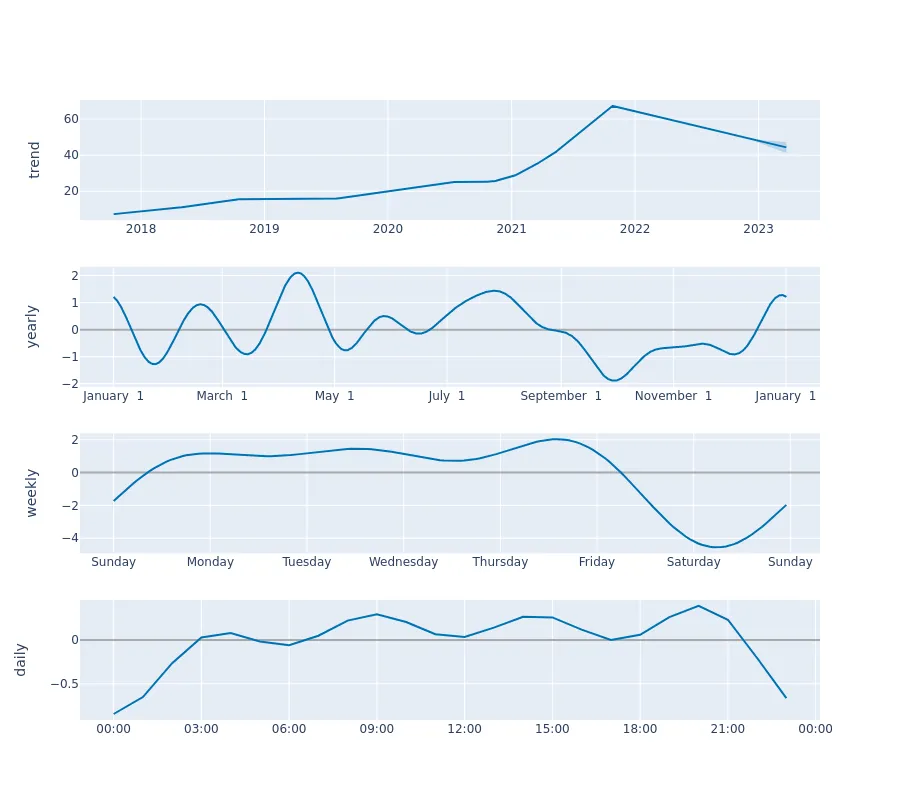 trend
60
40
20
2018 2019 2020 2021 2022 2023
yearly
2
1
0
−1
−2
January 1 March 1 May 1 July 1 September 1 November 1 January 1
weekly
2
0
−2
−4
Sunday Monday Tuesday Wednesday Thursday Friday Saturday Sunday
daily
0
−0.5
00:00 03:00 06:00 09:00 12:00 15:00 18:00 21:00 00:00